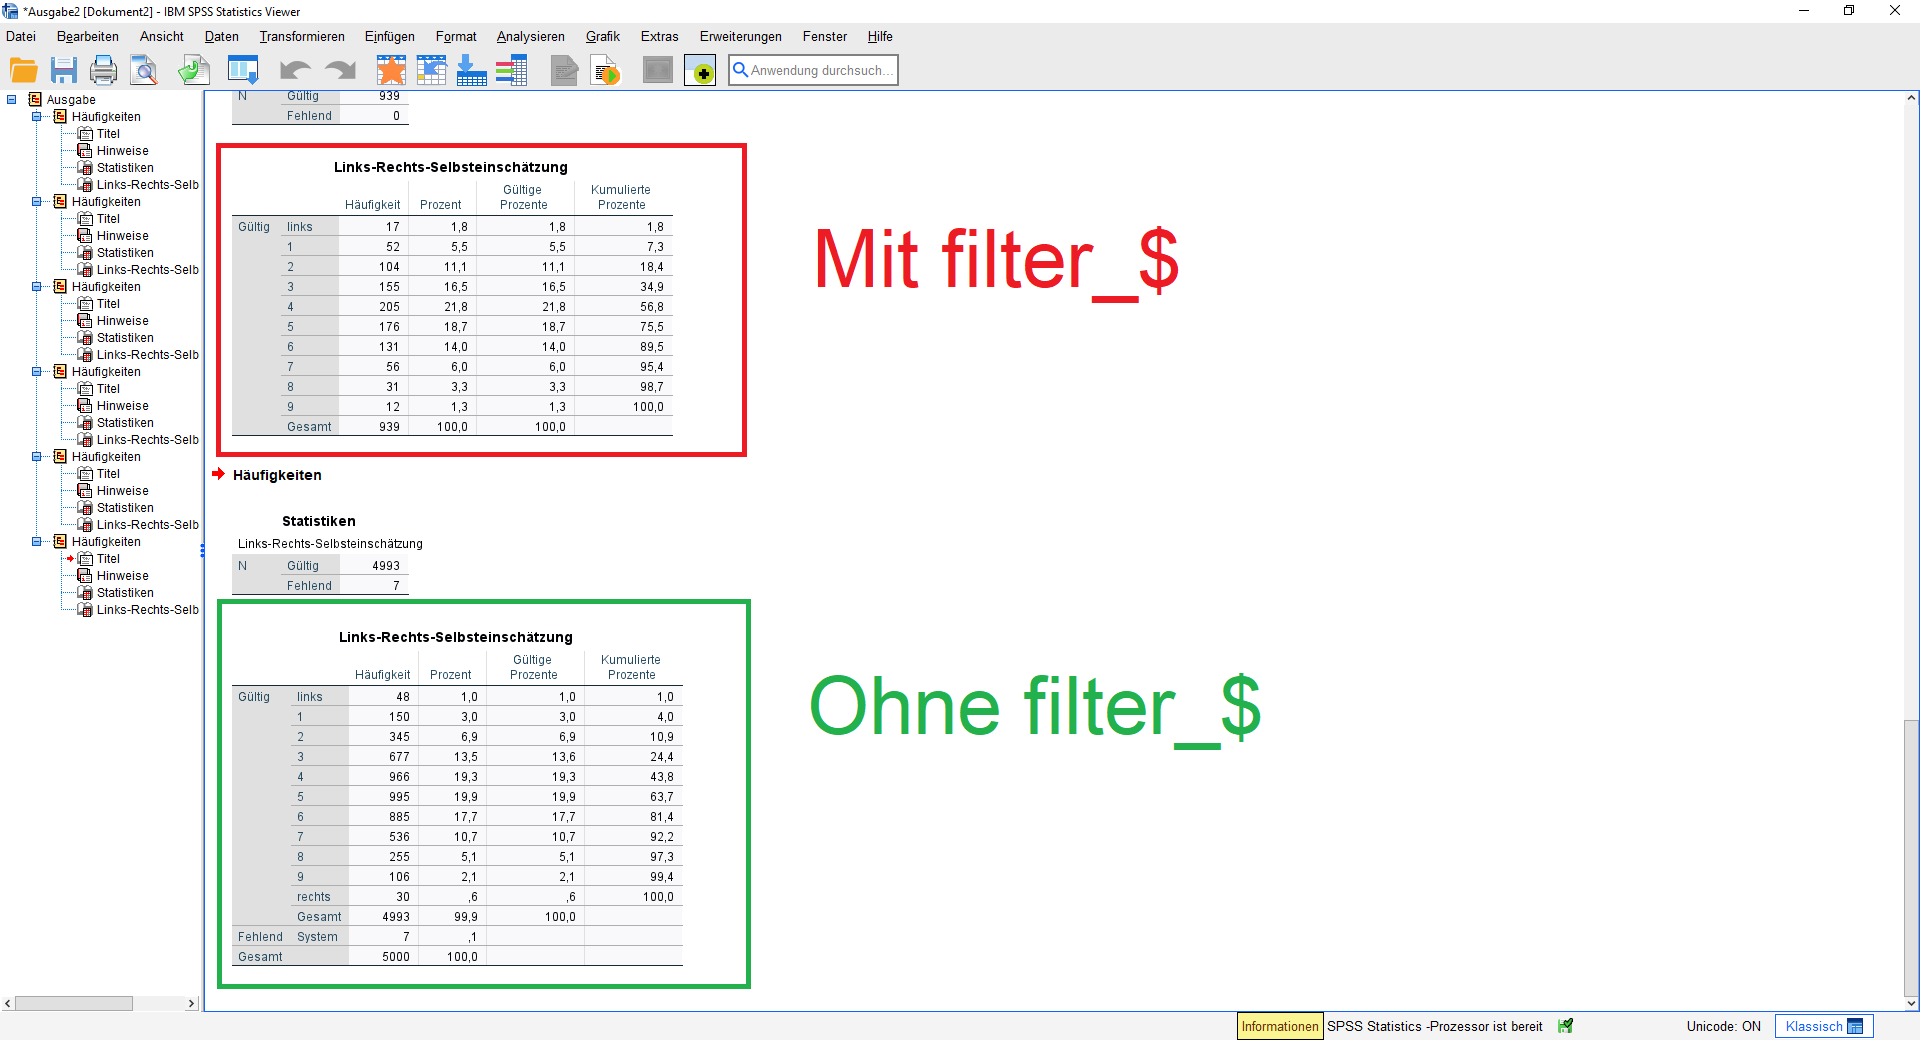 *Ausgabe2 [Dokument2] - IBM SPSS Statistics Viewer
Datei Bearbeiten Ansicht Daten Transformieren Einfügen Format Analysieren Grafik Extras Erweiterungen Fenster Hilfe
Anwendung durchsuch...
Ausgabe
Häufigkeiten
Titel
Hinweise
Statistiken
Links-Rechts-Selb
Häufigkeiten
Titel
Hinweise
Statistiken
Links-Rechts-Selb
Häufigkeiten
Titel
Hinweise
Statistiken
Links-Rechts-Selb
Häufigkeiten
Titel
Hinweise
Statistiken
Links-Rechts-Selb
Häufigkeiten
Titel
Hinweise
Statistiken
Links-Rechts-Selb
Häufigkeiten
Titel
Hinweise
Statistiken
Links-Rechts-Selb
N Gültig 939
Fehlend 0
Links-Rechts-Selbsteinschätzung
Häufigkeit Prozent Gültige Prozente Kumulierte Prozente
Gültig links 17 1,8 1,8 1,8
1 52 5,5 5,5 7,3
2 104 11,1 11,1 18,4
3 155 16,5 16,5 34,9
4 205 21,8 21,8 56,8
5 176 18,7 18,7 75,5
6 131 14,0 14,0 89,5
7 56 6,0 6,0 95,4
8 31 3,3 3,3 98,7
9 12 1,3 1,3 100,0
Gesamt 939 100,0 100,0
Mit filter_$
Häufigkeiten
Statistiken
Links-Rechts-Selbsteinschätzung
N Gültig 4993
Fehlend 7
Links-Rechts-Selbsteinschätzung
Häufigkeit Prozent Gültige Prozente Kumulierte Prozente
Gültig links 48 1,0 1,0 1,0
1 150 3,0 3,0 4,0
2 345 6,9 6,9 10,9
3 677 13,5 13,6 24,4
4 966 19,3 19,3 43,8
5 995 19,9 19,9 63,7
6 885 17,7 17,7 81,4
7 536 10,7 10,7 92,2
8 255 5,1 5,1 97,3
9 106 2,1 2,1 99,4
rechts 30 ,6 ,6 100,0
Gesamt 4993 99,9 100,0
Fehlend System 7 ,1
Gesamt 5000 100,0
Ohne filter_$
Informationen SPSS Statistics -Prozessor ist bereit Unicode: ON Klassisch